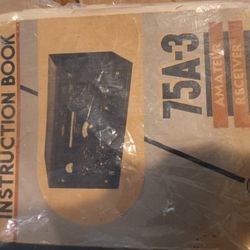 INSTRUCTION BOOK
75A-3
AMATEUR
RECEIVER